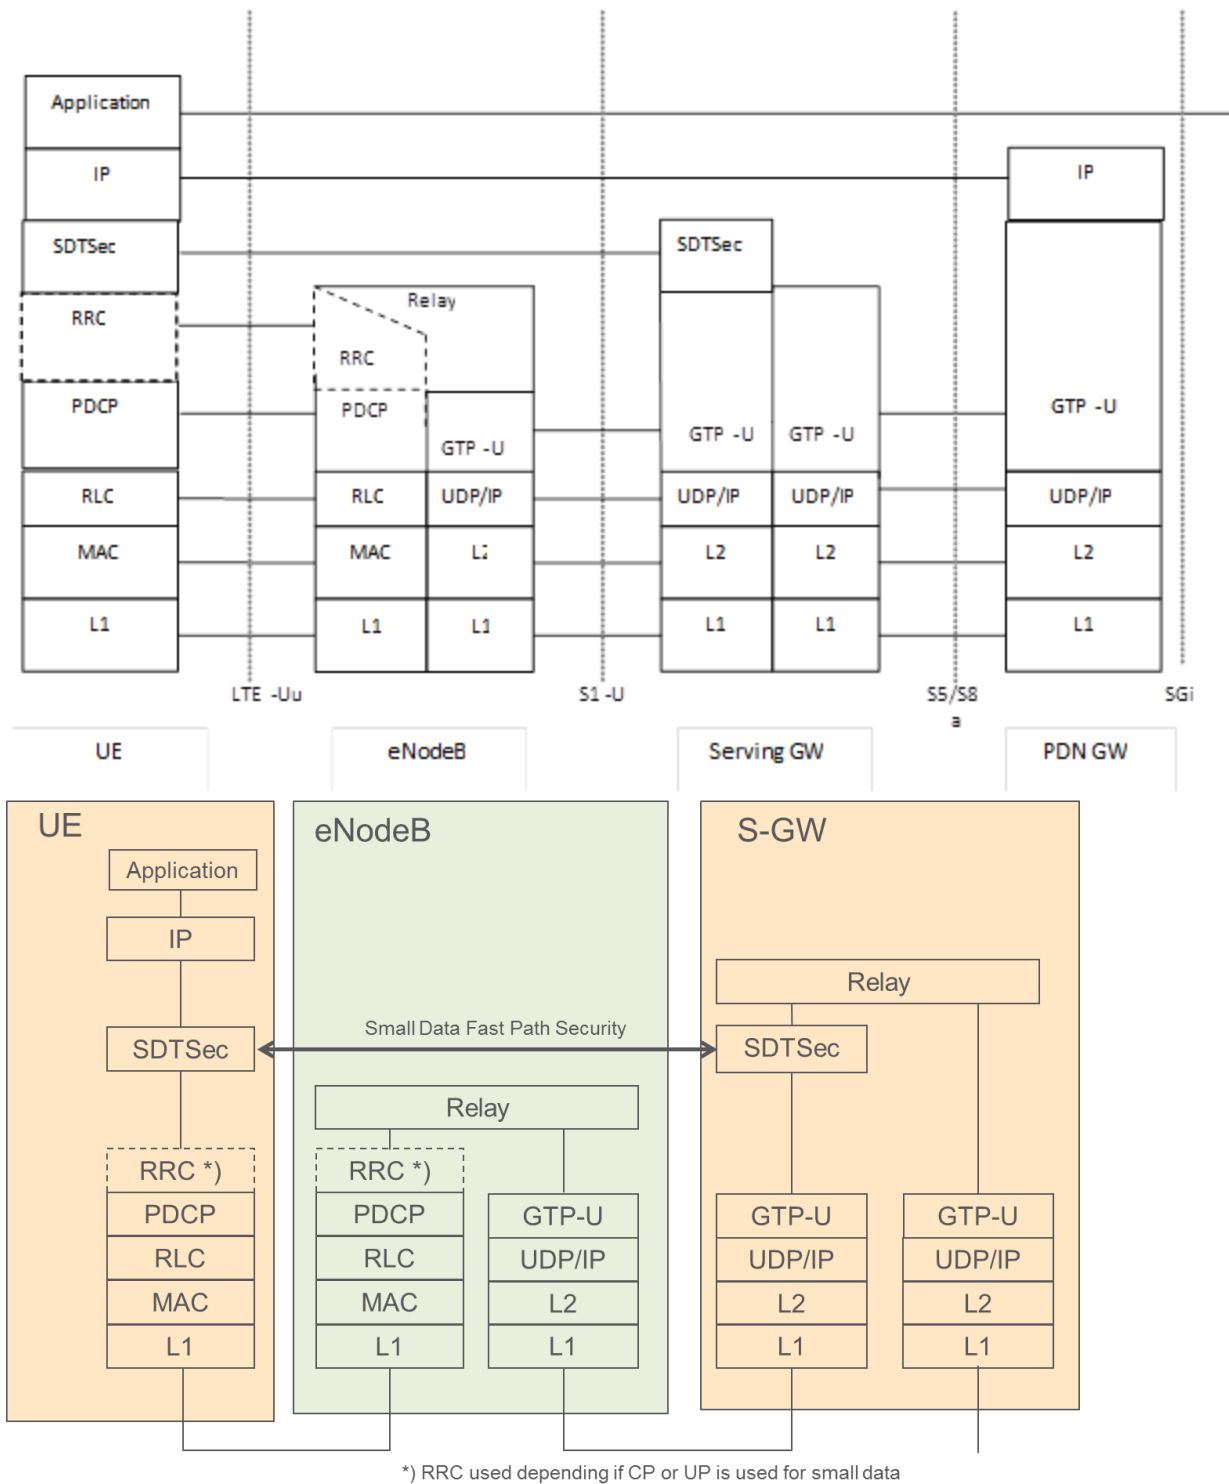 Application
IP
IP
SDTSec
SDTSec
Relay
RRC
RRC
PDCP
PDCP
GTP -U
GTP -U
GTP -U
GTP -U
RLC
RLC
UDP/IP
UDP/IP
UDP/IP
UDP/IP
MAC
MAC
L2
L2
L2
L2
L1
L1
L1
L1
L1
L1
LTE -Uu
S1 -U
S5/S8
a
SGi
UE
eNodeB
Serving GW
PDN GW
UE
eNodeB
S-GW
Application
IP
Relay
Small Data Fast Path Security
SDTSec
SDTSec
Relay
RRC *)
RRC *)
PDCP
PDCP
GTP-U
GTP-U
GTP-U
RLC
RLC
UDP/IP
UDP/IP
UDP/IP
MAC
MAC
L2
L2
L2
L1
L1
L1
L1
L1
*) RRC used depending if CP or UP is used for small data